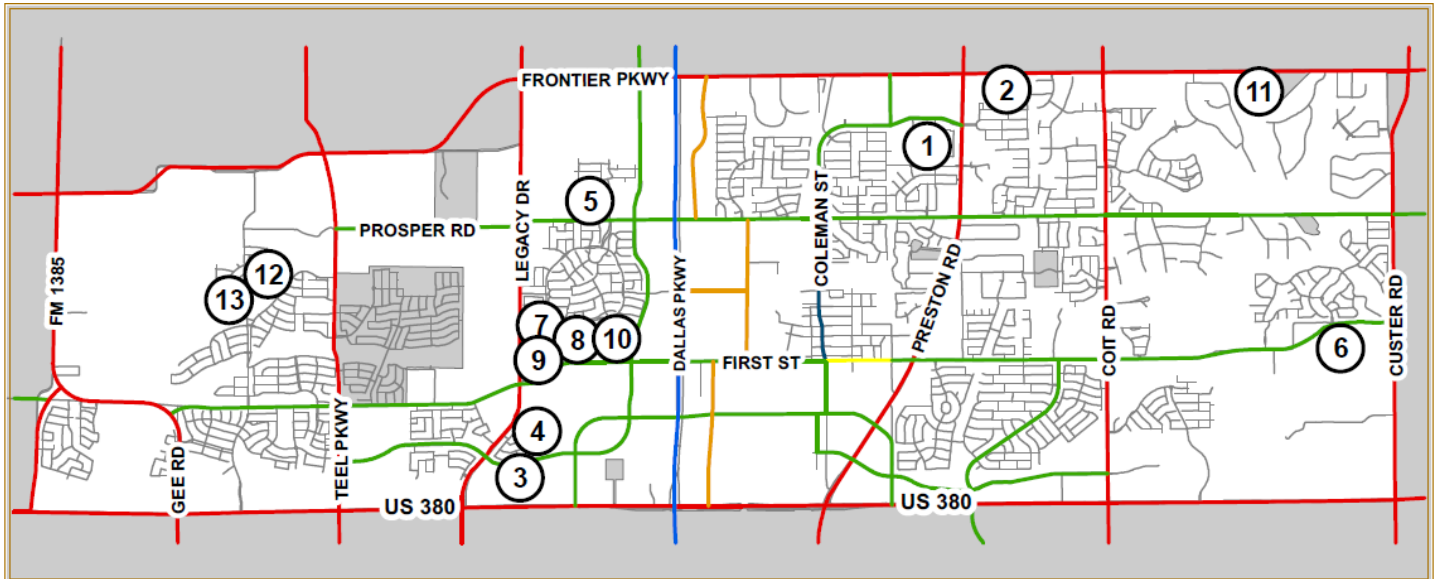 FRONTIER PKWY
2
11
1
LEGACY DR
5
COLEMAN ST
PROSPER RD
12
13
FM 1385
DALLAS PKWY
PRESTON RD
COIT RD
CUSTER RD
7
8
10
9
FIRST ST
6
4
3
GEE RD
TEEL PKWY
US 380
US 380